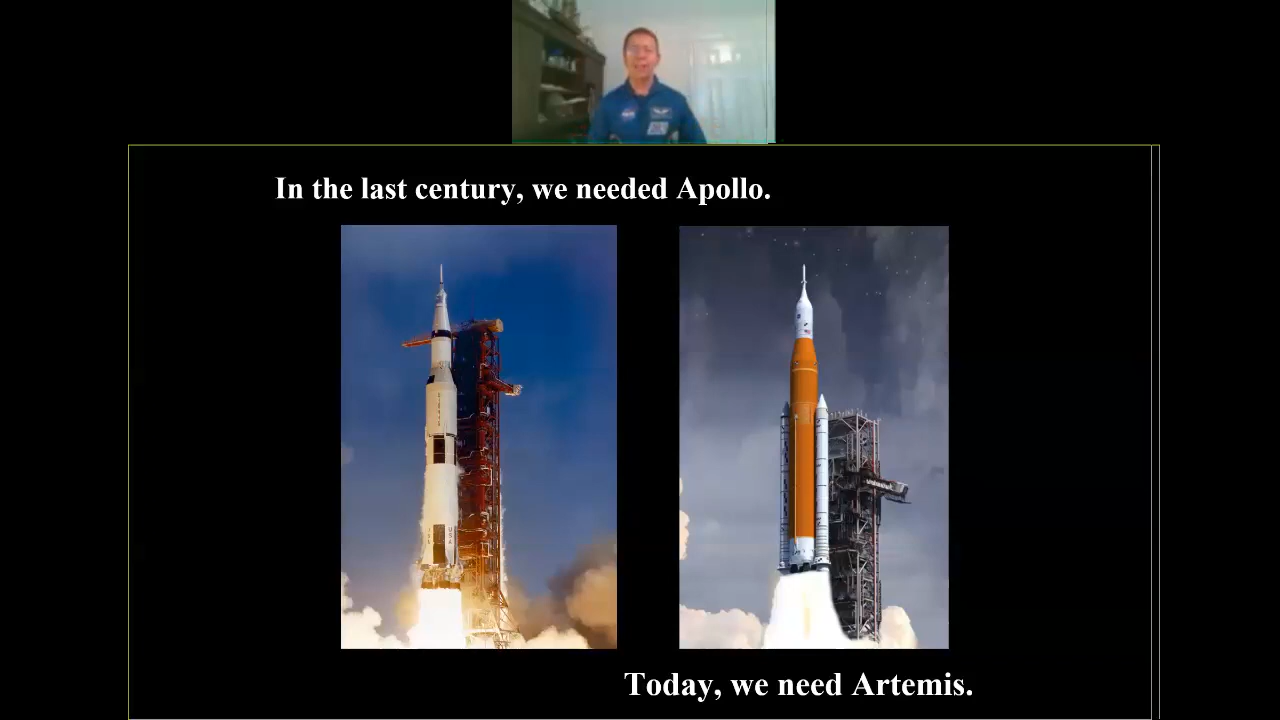 In the last century, we needed Apollo.
Today, we need Artemis.